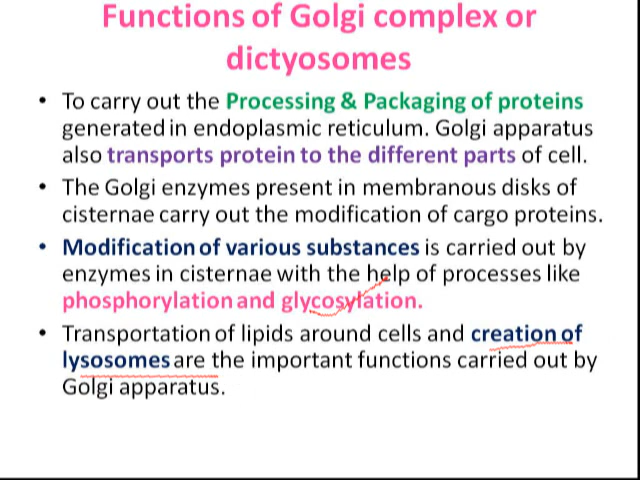 Functions of Golgi complex or
dictyosomes
• To carry out the Processing & Packaging of proteins
generated in endoplasmic reticulum. Golgi apparatus
also transports protein to the different parts of cell.
• The Golgi enzymes present in membranous disks of
cisternae carry out the modification of cargo proteins.
• Modification of various substances is carried out by
enzymes in cisternae with the help of processes like
phosphorylation and glycosylation.
• Transportation of lipids around cells and creation of
lysosomes are the important functions carried out by
Golgi apparatus.